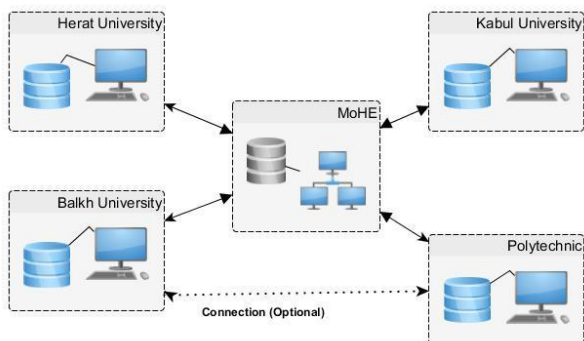 Herat University
Kabul University
MoHE
Balkh University
Polytechnic
Connection (Optional)